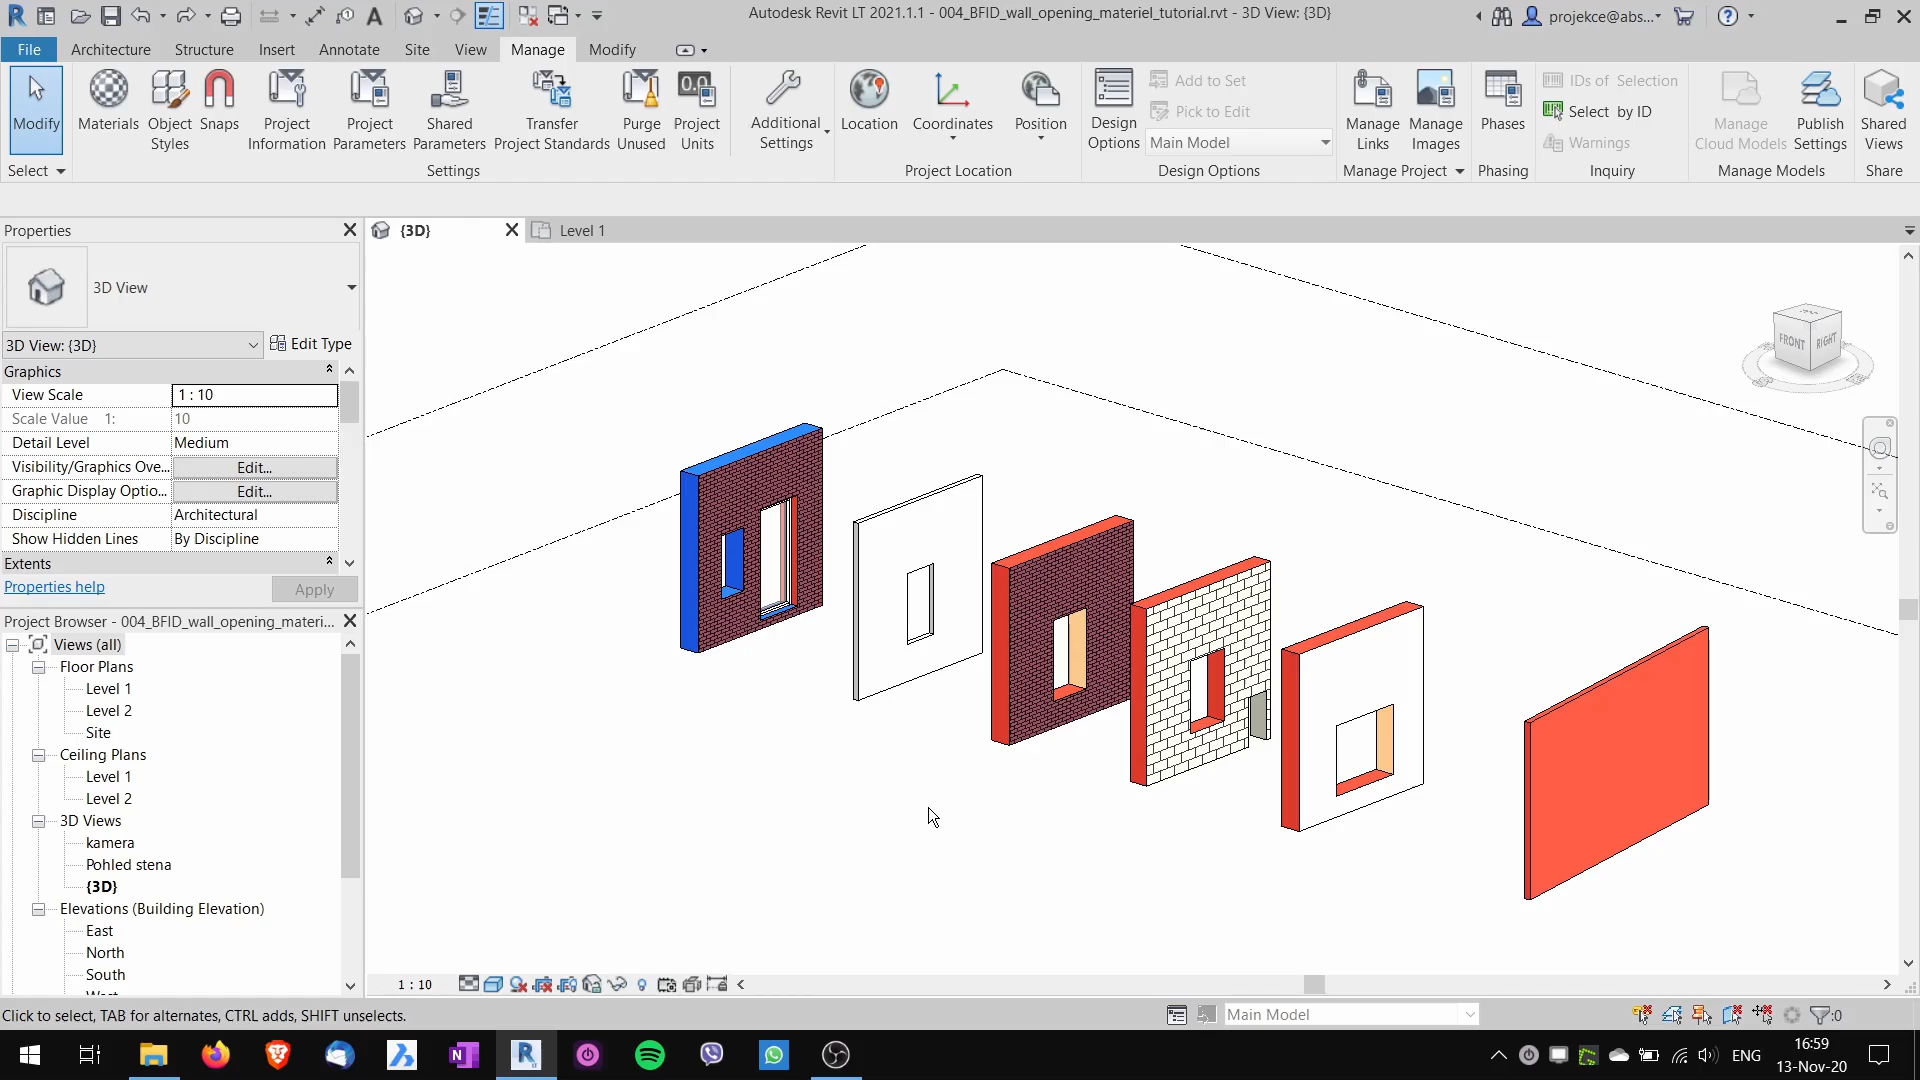 Autodesk Revit LT 2021.1.1 - 004_BFID_wall_opening_materiel_tutorial.rvt - 3D View: {3D}
projekce@abs...
File Architecture Structure Insert Annotate Massing Site View Manage Modify
Modify
Materials
Object Styles
Snaps
Project Information
Project Parameters
Shared Parameters
Transfer Project Standards
Purge Unused
Project Units
Additional Settings
Location
Coordinates
Position
Design Options
Add to Set
Pick to Edit
Main Model
Manage Links
Manage Images
Phases
IDs of Selection
Select by ID
Warnings
Manage Cloud Models
Publish Settings
Shared Views
Select
Settings
Project Location
Design Options
Manage Project
Phasing
Inquiry
Manage Models
Share
Properties
{3D}
Level 1
3D View
3D View: {3D}
Edit Type
Graphics
View Scale 1 : 10
Scale Value 1: 10
Detail Level Medium
Visibility/Graphics Ove... Edit...
Graphic Display Optio... Edit...
Discipline Architectural
Show Hidden Lines By Discipline
Extents
Properties help
Apply
FRONT RIGHT
Project Browser - 004_BFID_wall_opening_materi...
Views (all)
Floor Plans
Level 1
Level 2
Site
Ceiling Plans
Level 1
Level 2
3D Views
kamera
Pohled stena
{3D}
Elevations (Building Elevation)
East
North
South
1 : 10
Click to select, TAB for alternates, CTRL adds, SHIFT unselects.
Main Model
:0
ENG
16:59
13-Nov-20